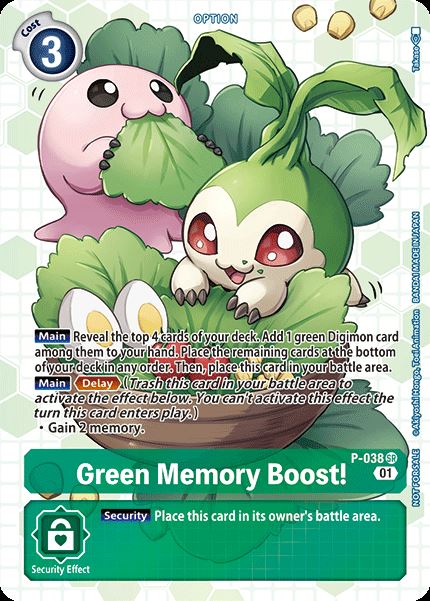 OPTION
Cost
3
Takase
Main Reveal the top 4 cards of your deck. Add 1 green Digimon card
among them to your hand. Place the remaining cards at the bottom
of your deck in any order. Then, place this card in your battle area.
Main Delay (Trash this card in your battle area to
activate the effect below. You can't activate this effect the
turn this card enters play.)
• Gain 2 memory.
©Akiyoshi Hongo, Toei Animation BANDAI MADE IN JAPAN
NOT FOR SALE
P-038 SR
01
Green Memory Boost!
Security Place this card in its owner's battle area.
Security Effect